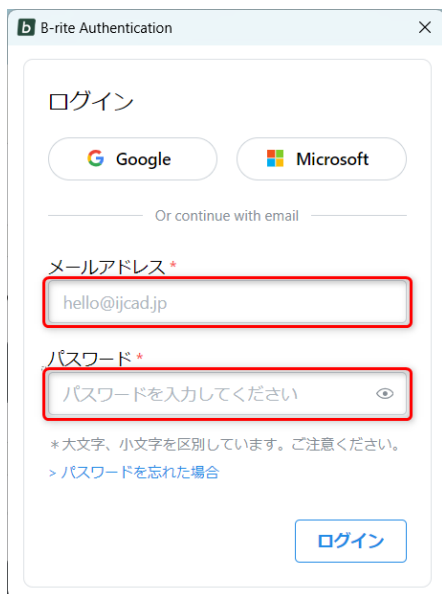 B-rite Authentication
ログイン
Google
Microsoft
Or continue with email
メールアドレス *
hello@ijcad.jp
パスワード *
パスワードを入力してください
*大文字、小文字を区別しています。ご注意ください。
> パスワードを忘れた場合
ログイン